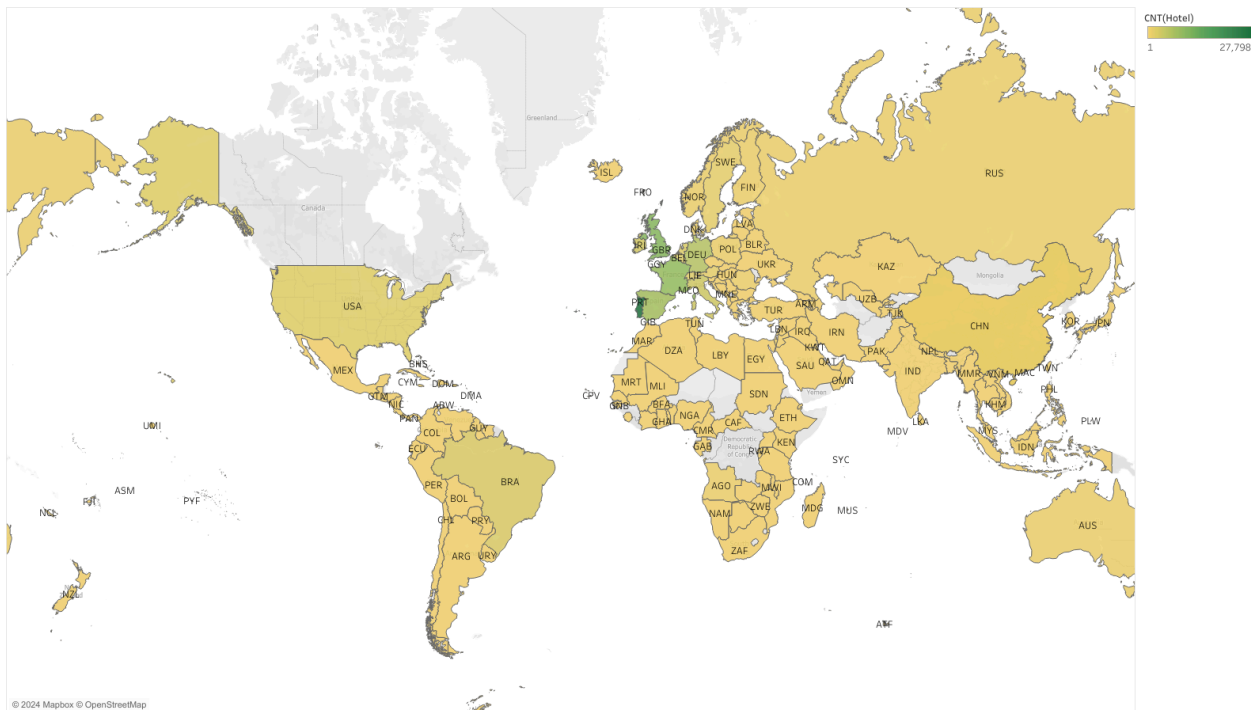 CNT(Hotel)
1 27,798
Greenland
Canada
ISL
FRO
SWE
FIN
NOR
RUS
DNK
LVA
IRL
GBR
BEL
DEU
POL
BLR
GGY
UKR
LIE
HUN
KAZ
Mongolia
MCO
MNE
PRT
USA
GIB
TUN
TUR
ARM
UZB
TJK
CHN
KOR
JPN
MAR
LBN
IRQ
IRN
DZA
LBY
EGY
KWT
PAK
NPL
MEX
BHS
SAU
QAT
OMN
IND
MMR
VNM
MAC
TWN
CYM
DOM
MRT
MLI
SDN
Yemen
PHL
GTM
NIC
ABW
DMA
CPV
GNB
BFA
KHM
PAN
GHA
NGA
CAF
ETH
LKA
PLW
UMI
COL
GUY
CMR
MDV
MYS
ECU
GAB
Democratic
Republic
of Congo
RWA
KEN
IDN
SYC
PER
BRA
AGO
MWI
COM
ASM
PYF
FJI
BOL
NCL
CHL
PRY
NAM
ZWE
MDG
MUS
AUS
ARG
URY
ZAF
NZL
ATF
© 2024 Mapbox © OpenStreetMap